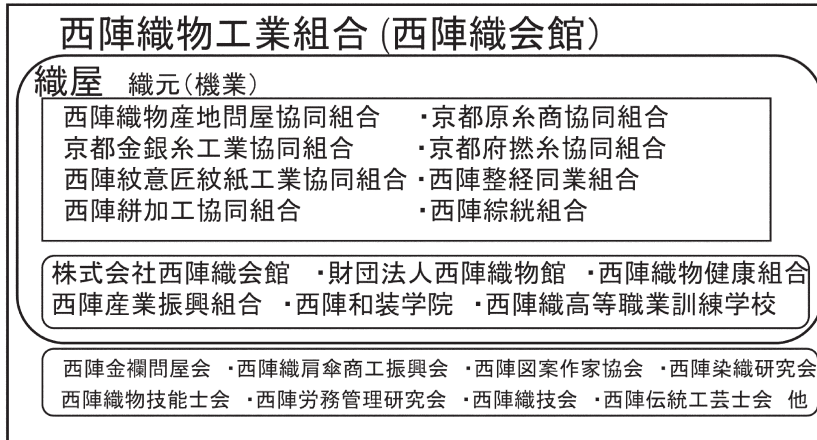 西陣織物工業組合 (西陣織会館)
織屋 織元(機業)
西陣織物産地問屋協同組合 ・京都原糸商協同組合
京都金銀糸工業協同組合 ・京都府撚糸協同組合
西陣紋意匠紋紙工業協同組合 ・西陣整経同業組合
西陣絣加工協同組合 ・西陣綜絖組合
株式会社西陣織会館 ・財団法人西陣織物館 ・西陣織物健康組合
西陣産業振興組合 ・西陣和装学院 ・西陣織高等職業訓練学校
西陣金襴問屋会 ・西陣織肩傘商工振興会 ・西陣図案作家協会 ・西陣染織研究会
西陣織物技能士会 ・西陣労務管理研究会 ・西陣織技会 ・西陣伝統工芸士会 他